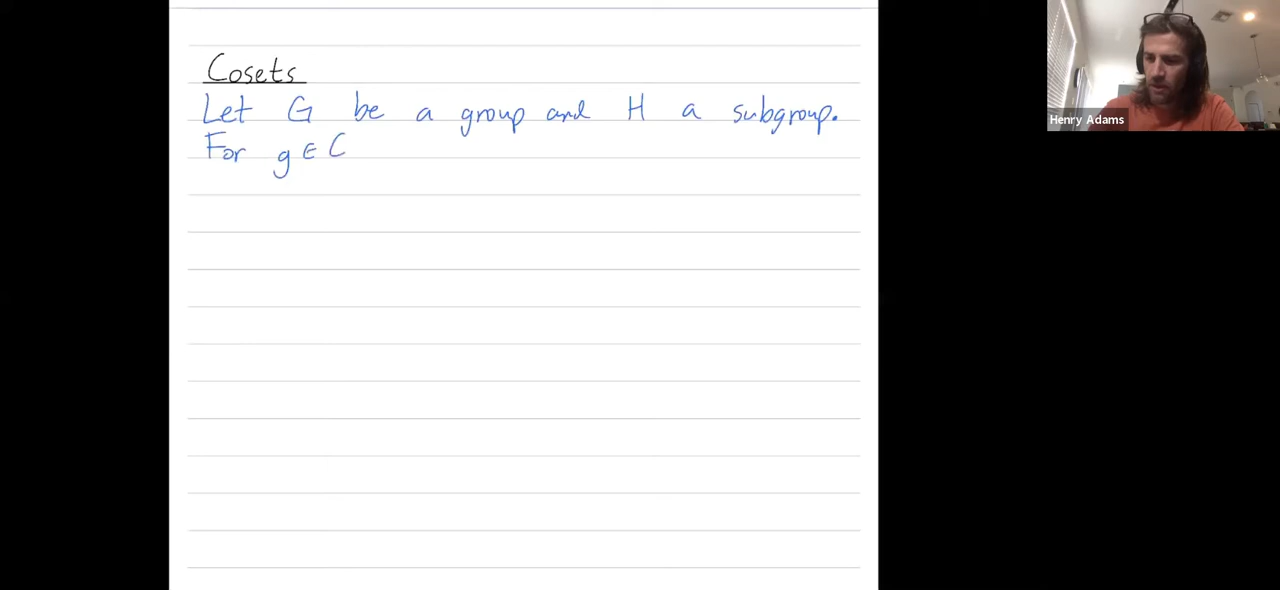 Cosets
Let G be a group and H a subgroup.
For g ∈ C
Henry Adams